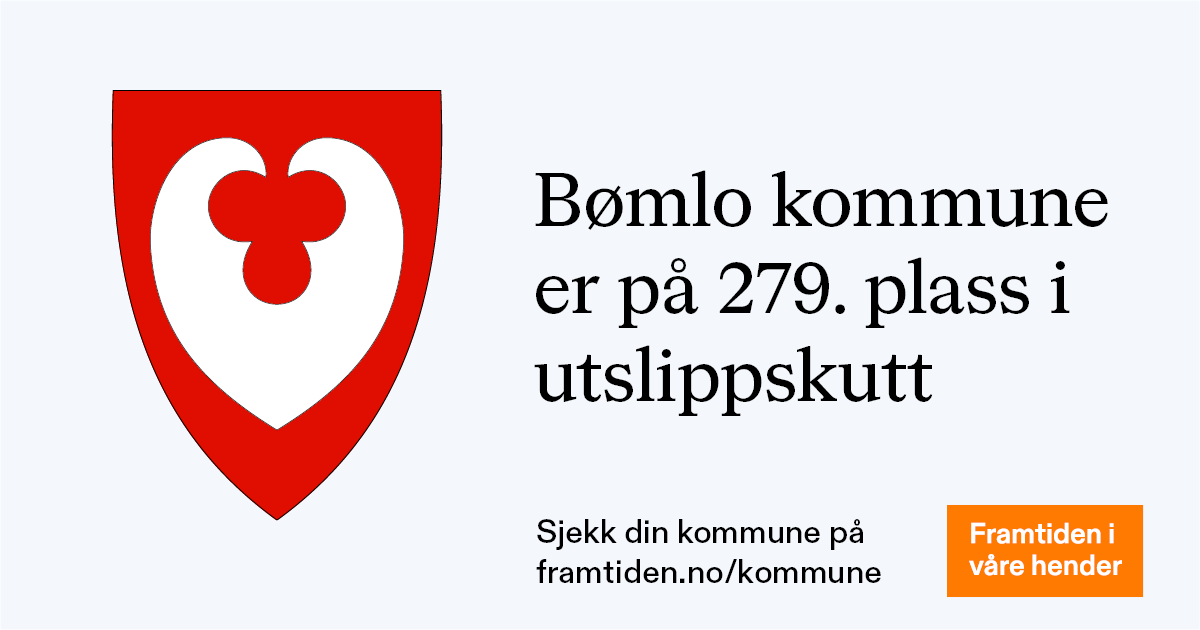 Bømlo kommune
er på 279. plass i
utslippskutt
Sjekk din kommune på
framtiden.no/kommune
Framtiden i
våre hender